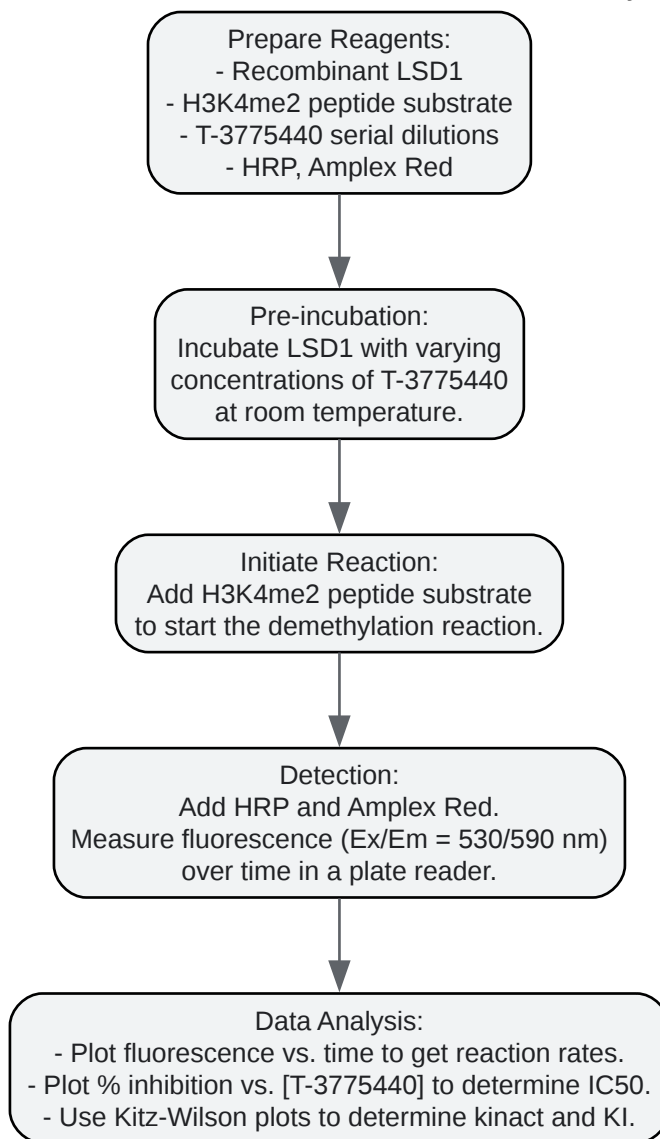 Prepare Reagents:
- Recombinant LSD1
- H3K4me2 peptide substrate
- T-3775440 serial dilutions
- HRP, Amplex Red
Pre-incubation:
Incubate LSD1 with varying
concentrations of T-3775440
at room temperature.
Initiate Reaction:
Add H3K4me2 peptide substrate
to start the demethylation reaction.
Detection:
Add HRP and Amplex Red.
Measure fluorescence (Ex/Em = 530/590 nm)
over time in a plate reader.
Data Analysis:
- Plot fluorescence vs. time to get reaction rates.
- Plot % inhibition vs. [T-3775440] to determine IC50.
- Use Kitz-Wilson plots to determine kinact and KI.